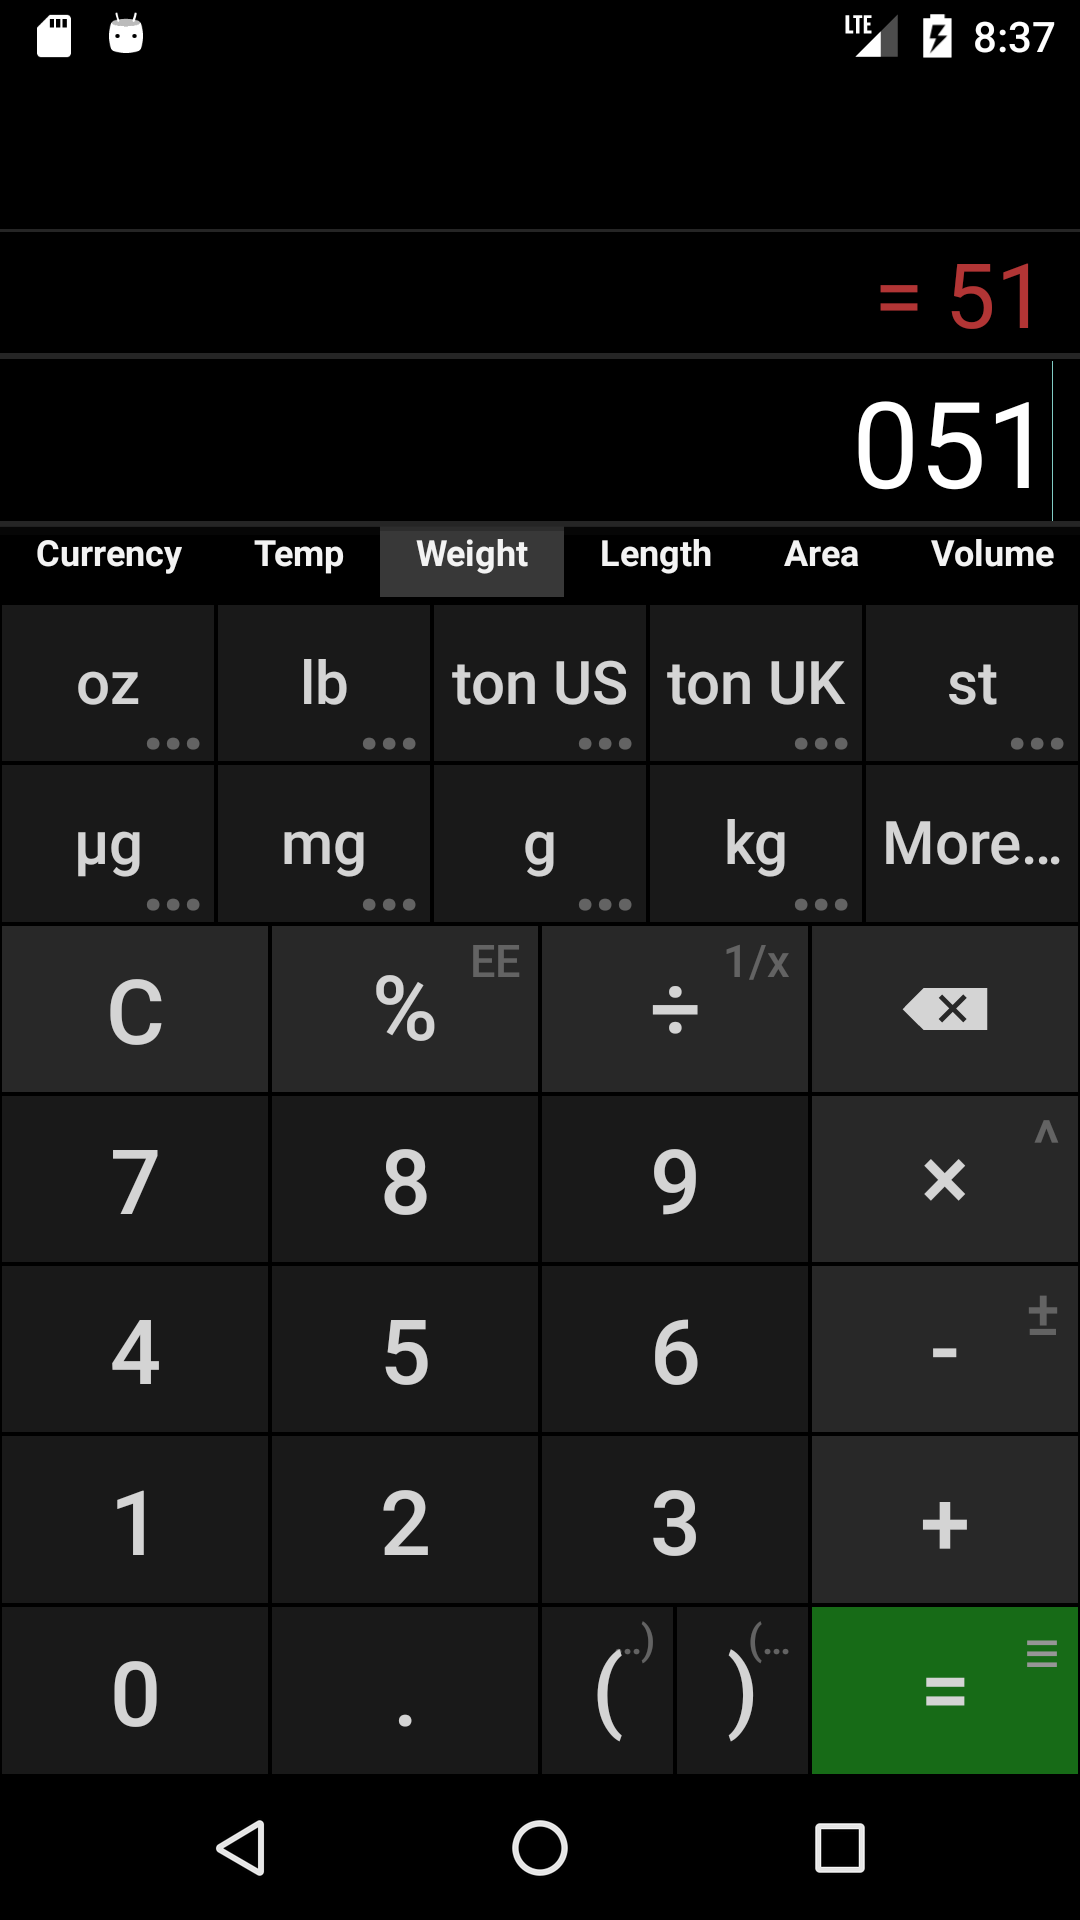 LTE 8:37
= 51
051
Currency Temp Weight Length Area Volume
oz lb ton US ton UK st
µg mg g kg More...
C % EE ÷ 1/x
7 8 9 × ^
4 5 6 - ±
1 2 3 +
0 . ( ..) ) (... =